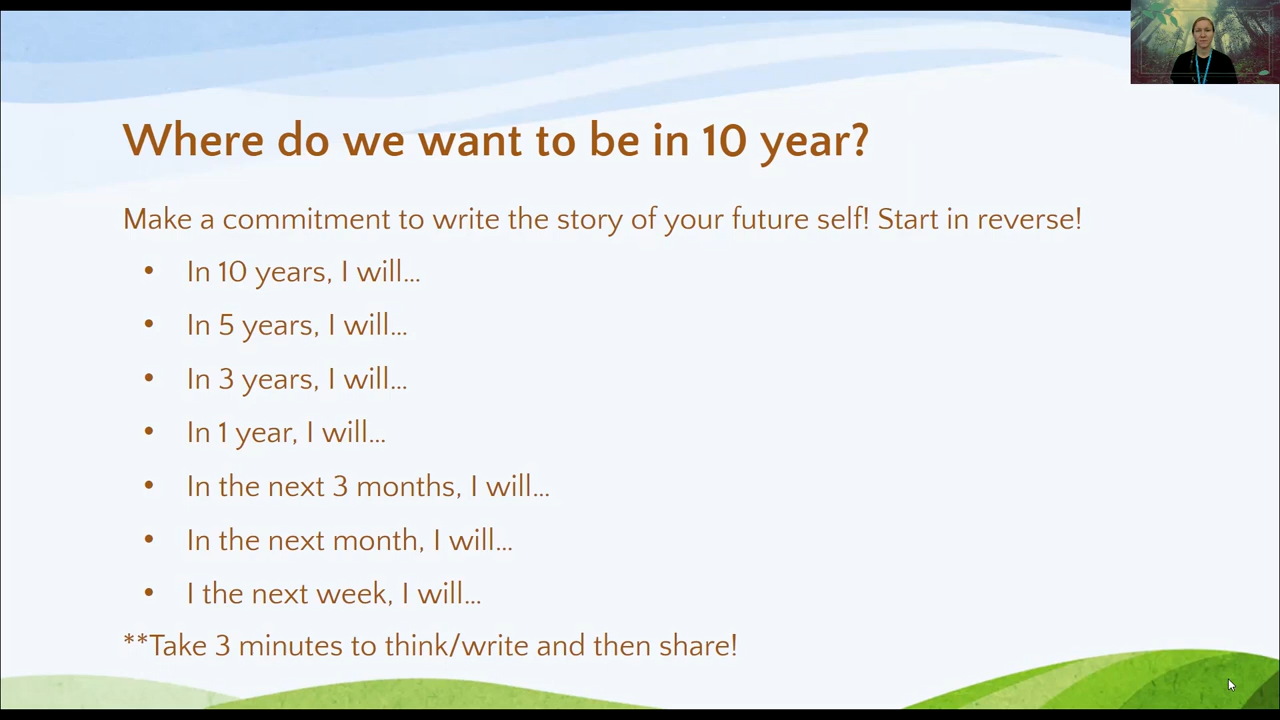 Where do we want to be in 10 year?
Make a commitment to write the story of your future self! Start in reverse!
• In 10 years, I will...
• In 5 years, I will...
• In 3 years, I will...
• In 1 year, I will...
• In the next 3 months, I will...
• In the next month, I will...
• I the next week, I will...
**Take 3 minutes to think/write and then share!